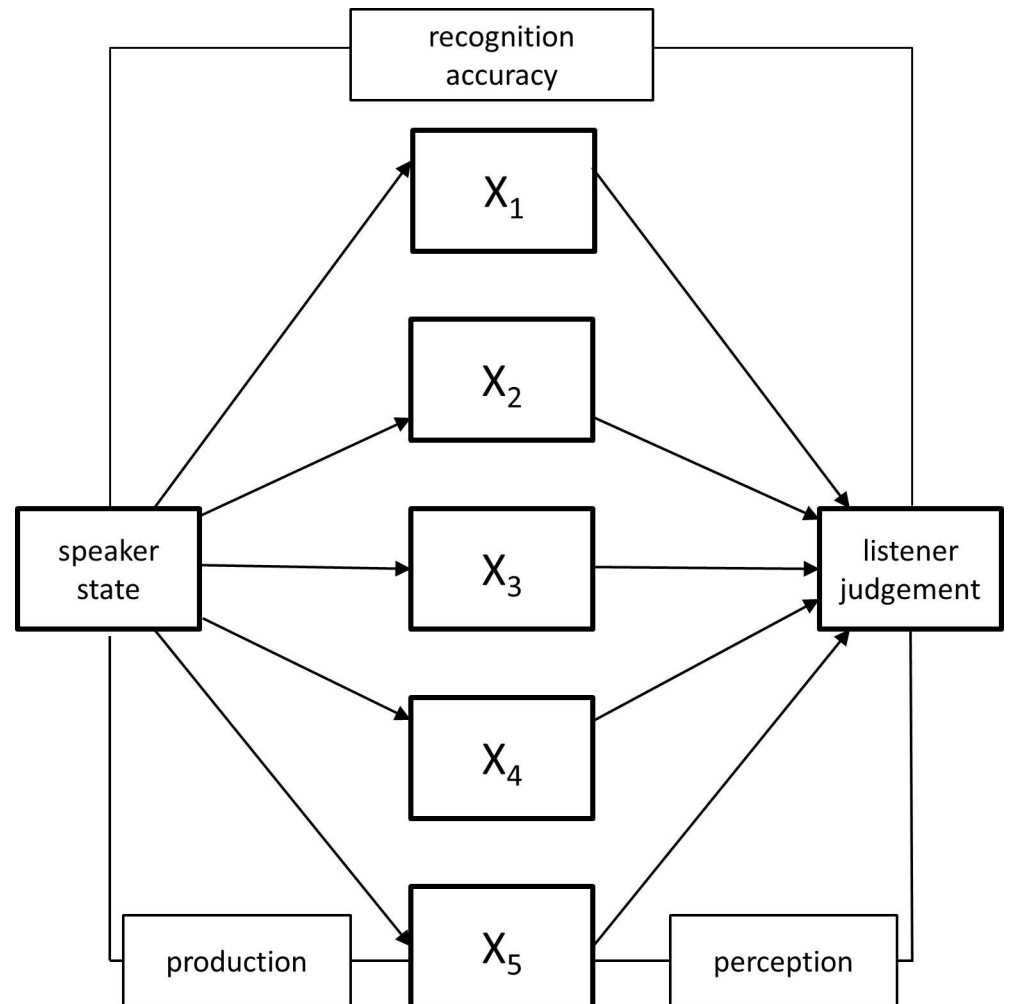 recognition
accuracy
X₁
X₂
speaker
state
X₃
listener
judgement
X₄
production
X₅
perception